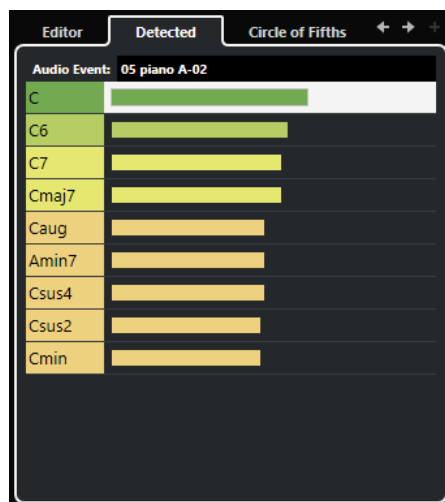 Editor Detected Circle of Fifths
Audio Event: 05 piano A-02
C
C6
C7
Cmaj7
Caug
Amin7
Csus4
Csus2
Cmin